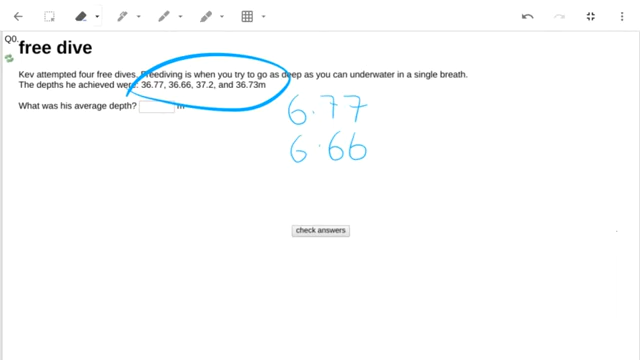 Q0.
free dive
Kev attempted four free dives. Freediving is when you try to go as deep as you can underwater in a single breath.
The depths he achieved were: 36.77, 36.66, 37.2, and 36.73m
What was his average depth? m
6.77
6.66
check answers